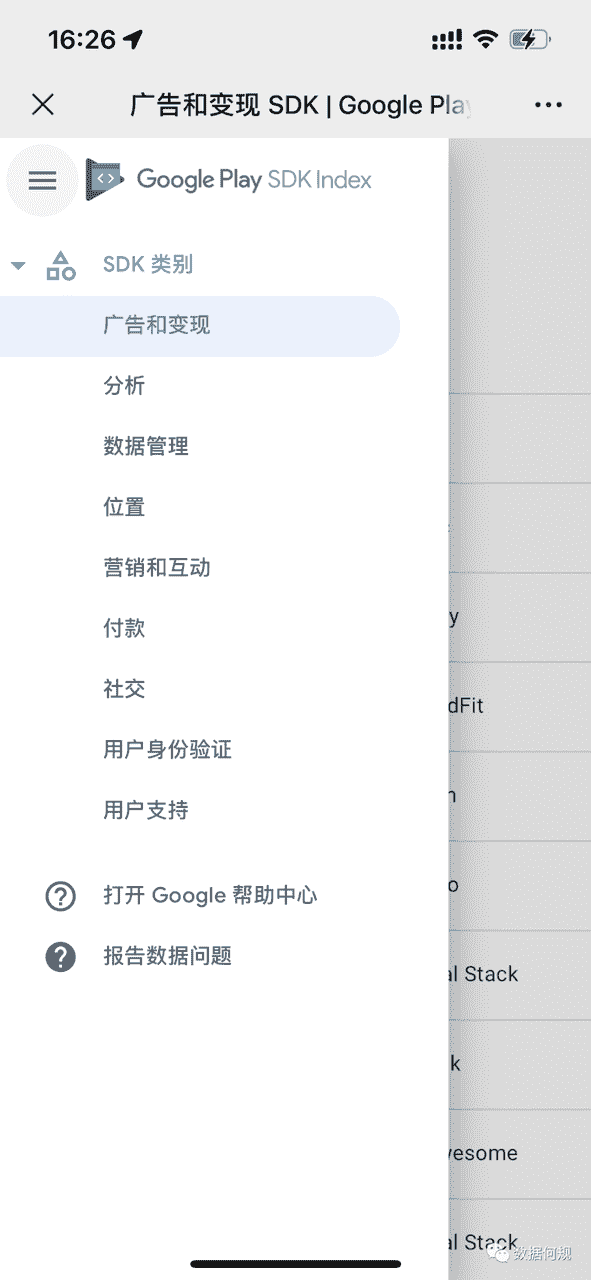 16:26
广告和变现 SDK | Google Play
Google Play SDK Index
SDK 类别
广告和变现
分析
数据管理
位置
营销和互动
付款
社交
用户身份验证
用户支持
打开 Google 帮助中心
报告数据问题
y
dFit
n
o
al Stack
k
wesome
al Stack
数据何规